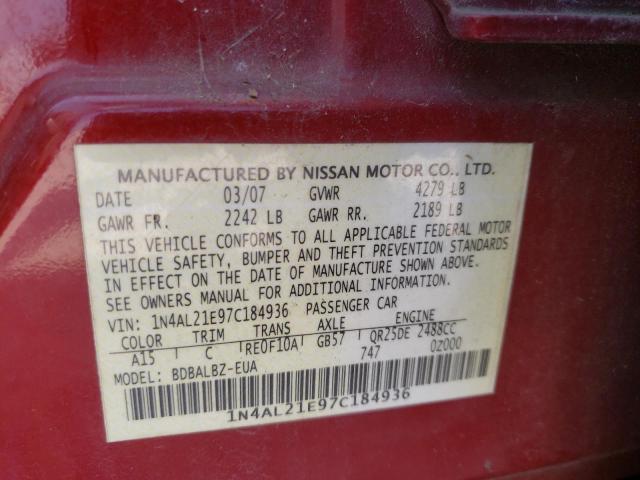 MANUFACTURED BY NISSAN MOTOR CO., LTD.
DATE 03/07 GVWR 4279 LB
GAWR FR. 2242 LB GAWR RR. 2189 LB
THIS VEHICLE CONFORMS TO ALL APPLICABLE FEDERAL MOTOR
VEHICLE SAFETY, BUMPER AND THEFT PREVENTION STANDARDS
IN EFFECT ON THE DATE OF MANUFACTURE SHOWN ABOVE.
SEE OWNERS MANUAL FOR ADDITIONAL INFORMATION.
VIN: 1N4AL21E97C184936 PASSENGER CAR
COLOR TRIM TRANS AXLE ENGINE
A15 C RE0F10A GB57 QR25DE 2488CC
747 0Z000
MODEL: BDBALBZ-EUA
1N4AL21E97C184936